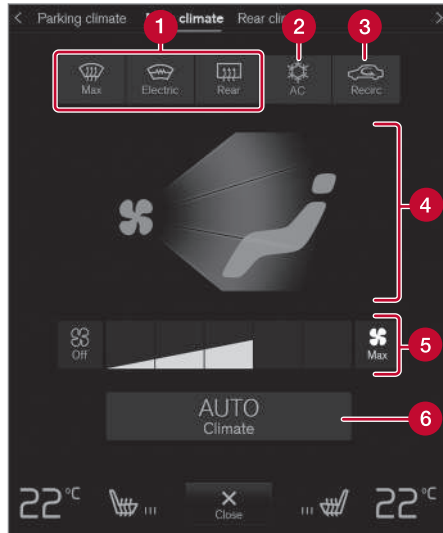 Parking climate climate Rear cli
1 2 3
Max Electric Rear AC Recirc
4
Off Max 5
AUTO
Climate 6
22°C Close 22°C